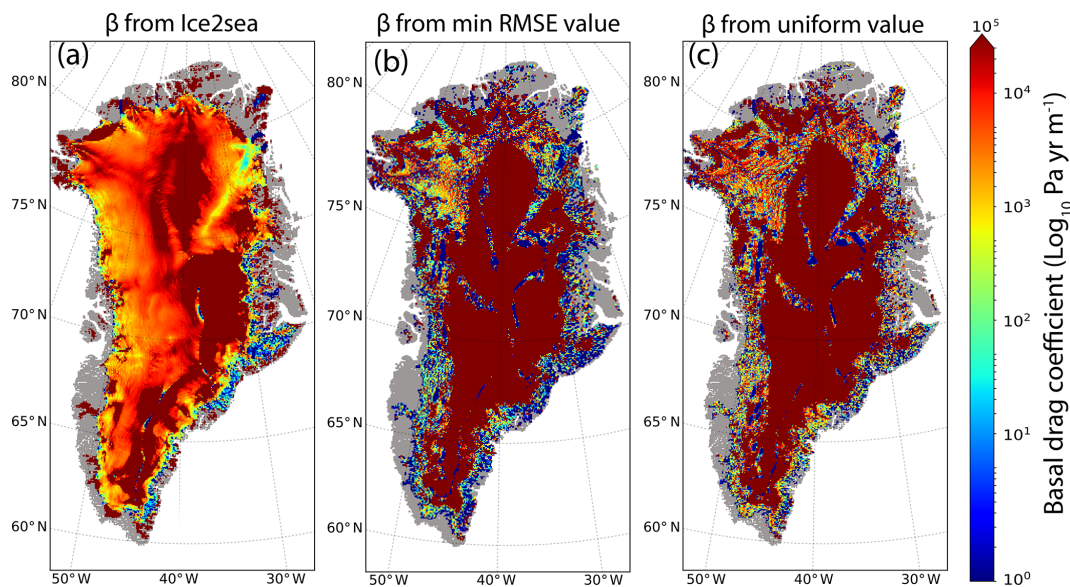 β from Ice2sea
β from min RMSE value
β from uniform value
(a)
(b)
(c)
80° N
75° N
70° N
65° N
60° N
50° W
40° W
30° W
80° N
75° N
70° N
65° N
60° N
50° W
40° W
30° W
80° N
75° N
70° N
65° N
60° N
50° W
40° W
30° W
10⁵
10⁴
10³
10²
10¹
10⁰
Basal drag coefficient (Log₁₀ Pa yr m⁻¹)